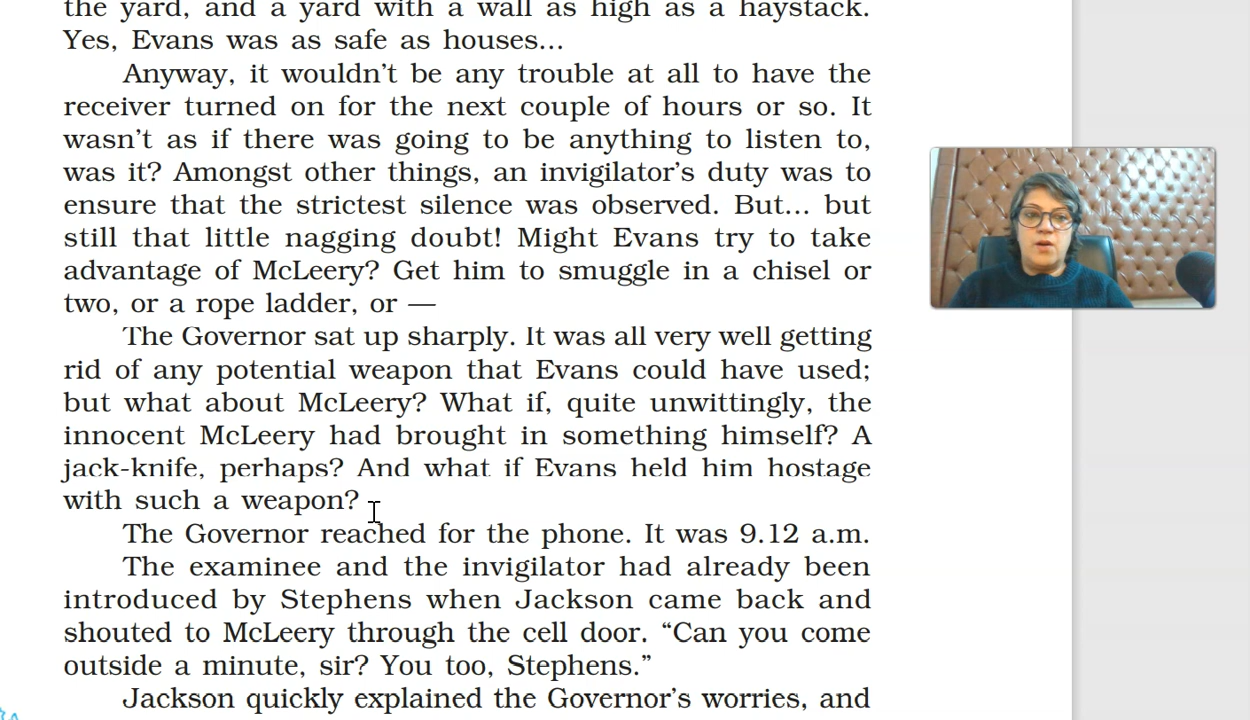 the yard, and a yard with a wall as high as a haystack.
Yes, Evans was as safe as houses...
Anyway, it wouldn't be any trouble at all to have the
receiver turned on for the next couple of hours or so. It
wasn't as if there was going to be anything to listen to,
was it? Amongst other things, an invigilator's duty was to
ensure that the strictest silence was observed. But... but
still that little nagging doubt! Might Evans try to take
advantage of McLeery? Get him to smuggle in a chisel or
two, or a rope ladder, or —
The Governor sat up sharply. It was all very well getting
rid of any potential weapon that Evans could have used;
but what about McLeery? What if, quite unwittingly, the
innocent McLeery had brought in something himself? A
jack-knife, perhaps? And what if Evans held him hostage
with such a weapon?
The Governor reached for the phone. It was 9.12 a.m.
The examinee and the invigilator had already been
introduced by Stephens when Jackson came back and
shouted to McLeery through the cell door. “Can you come
outside a minute, sir? You too, Stephens.”
Jackson quickly explained the Governor's worries, and